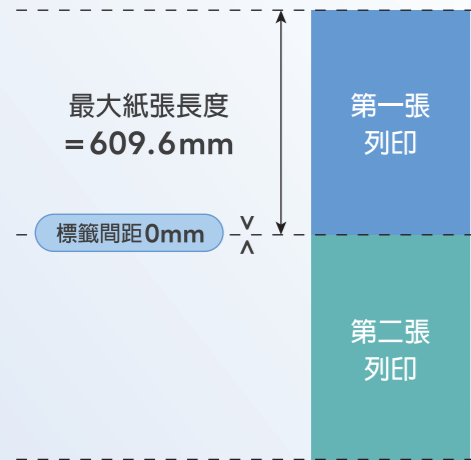 最大紙張長度
=609.6mm
第一張
列印
標籤間距0mm
第二張
列印